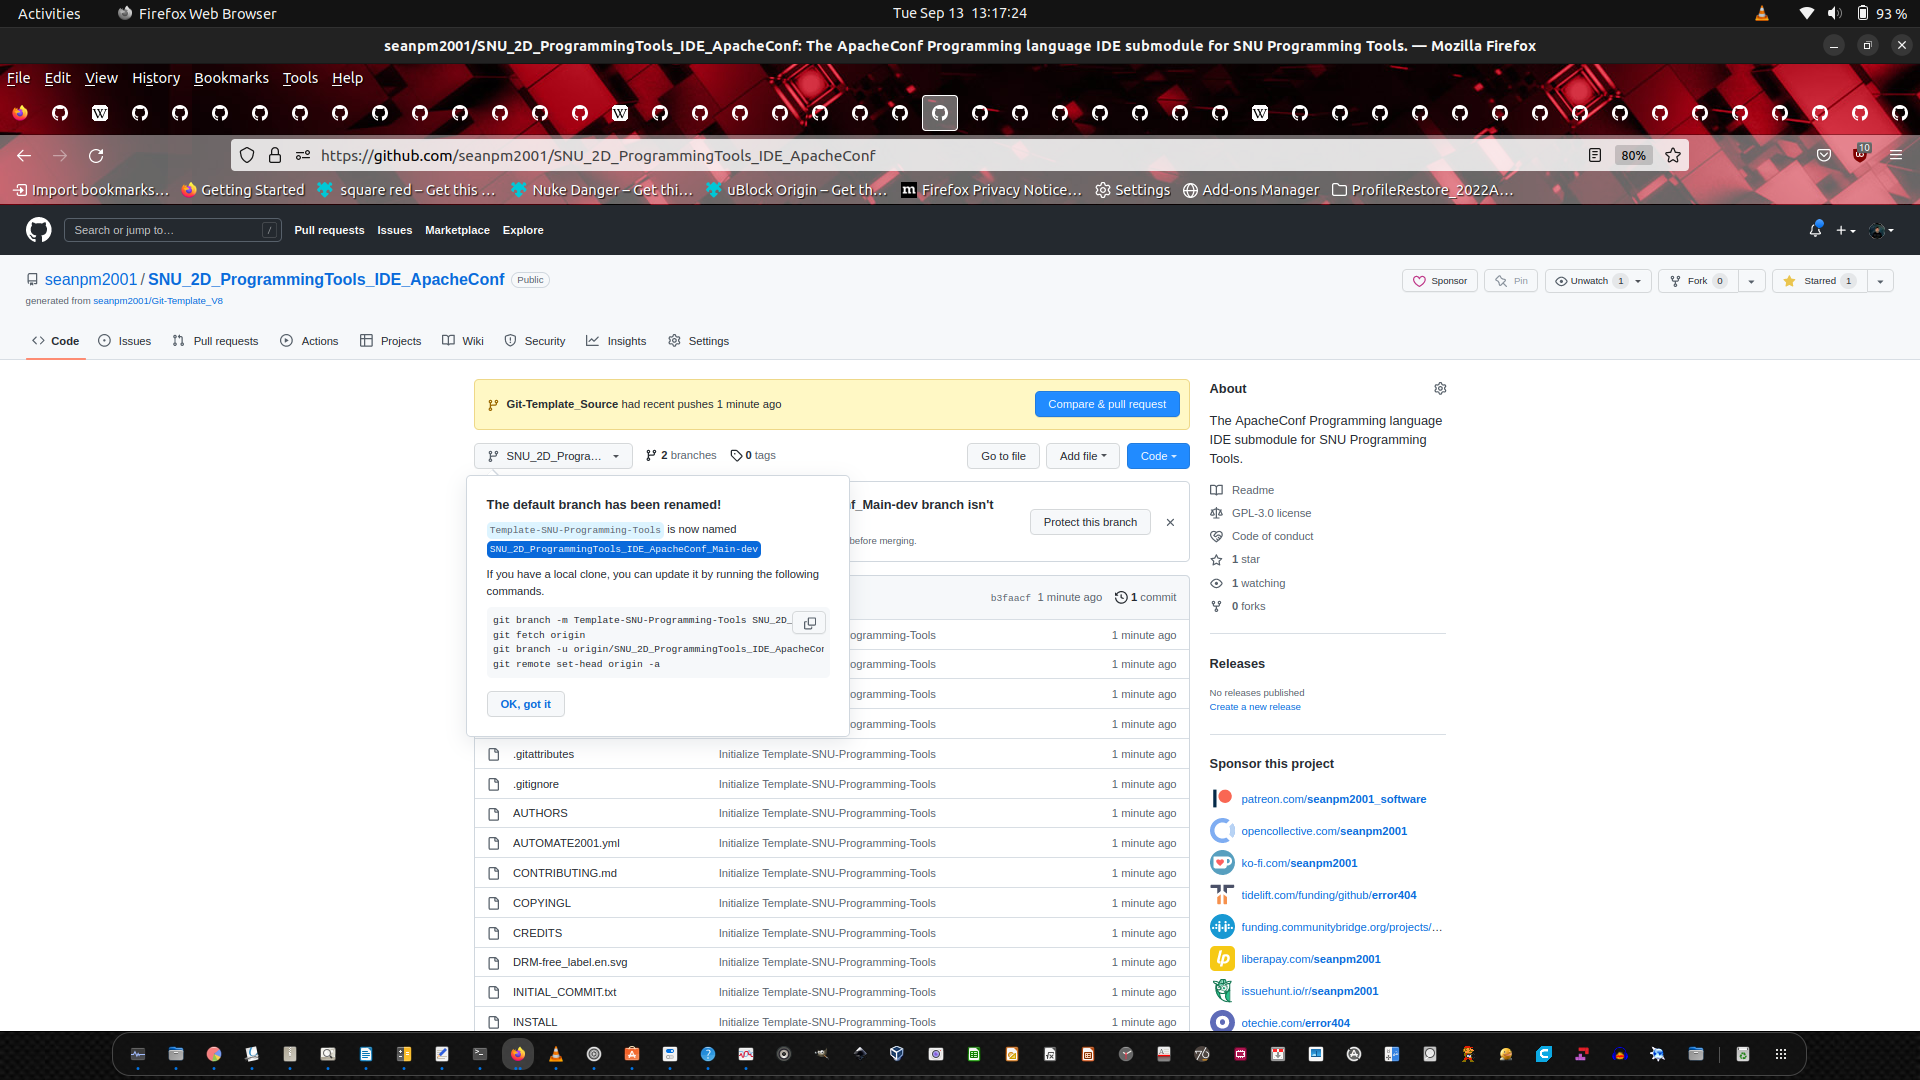 Activities Firefox Web Browser Tue Sep 13 13:17:24 93 %
seanpm2001/SNU_2D_ProgrammingTools_IDE_ApacheConf: The ApacheConf Programming language IDE submodule for SNU Programming Tools. — Mozilla Firefox
File Edit View History Bookmarks Tools Help
https://github.com/seanpm2001/SNU_2D_ProgrammingTools_IDE_ApacheConf 80% 10
Import bookmarks… Getting Started square red – Get this … Nuke Danger – Get thi… uBlock Origin – Get th… Firefox Privacy Notice… Settings Add-ons Manager ProfileRestore_2022A…
Search or jump to… / Pull requests Issues Marketplace Explore
seanpm2001 / SNU_2D_ProgrammingTools_IDE_ApacheConf Public Sponsor Pin Unwatch 1 Fork 0 Starred 1
generated from seanpm2001/Git-Template_V8
Code Issues Pull requests Actions Projects Wiki Security Insights Settings
Git-Template_Source had recent pushes 1 minute ago Compare & pull request
SNU_2D_Progra… 2 branches 0 tags Go to file Add file Code
The default branch has been renamed!
Template-SNU-Programming-Tools is now named
SNU_2D_ProgrammingTools_IDE_ApacheConf_Main-dev
If you have a local clone, you can update it by running the following
commands.
git branch -m Template-SNU-Programming-Tools SNU_2D_
git fetch origin
git branch -u origin/SNU_2D_ProgrammingTools_IDE_ApacheCon
git remote set-head origin -a
OK, got it
f_Main-dev branch isn't
before merging.
Protect this branch
b3faacf 1 minute ago 1 commit
ogramming-Tools 1 minute ago
ogramming-Tools 1 minute ago
ogramming-Tools 1 minute ago
ogramming-Tools 1 minute ago
.gitattributes Initialize Template-SNU-Programming-Tools 1 minute ago
.gitignore Initialize Template-SNU-Programming-Tools 1 minute ago
AUTHORS Initialize Template-SNU-Programming-Tools 1 minute ago
AUTOMATE2001.yml Initialize Template-SNU-Programming-Tools 1 minute ago
CONTRIBUTING.md Initialize Template-SNU-Programming-Tools 1 minute ago
COPYINGL Initialize Template-SNU-Programming-Tools 1 minute ago
CREDITS Initialize Template-SNU-Programming-Tools 1 minute ago
DRM-free_label.en.svg Initialize Template-SNU-Programming-Tools 1 minute ago
INITIAL_COMMIT.txt Initialize Template-SNU-Programming-Tools 1 minute ago
INSTALL Initialize Template-SNU-Programming-Tools 1 minute ago
About
The ApacheConf Programming language
IDE submodule for SNU Programming
Tools.
Readme
GPL-3.0 license
Code of conduct
1 star
1 watching
0 forks
Releases
No releases published
Create a new release
Sponsor this project
patreon.com/seanpm2001_software
opencollective.com/seanpm2001
ko-fi.com/seanpm2001
tidelift.com/funding/github/error404
funding.communitybridge.org/projects/…
liberapay.com/seanpm2001
issuehunt.io/r/seanpm2001
otechie.com/error404